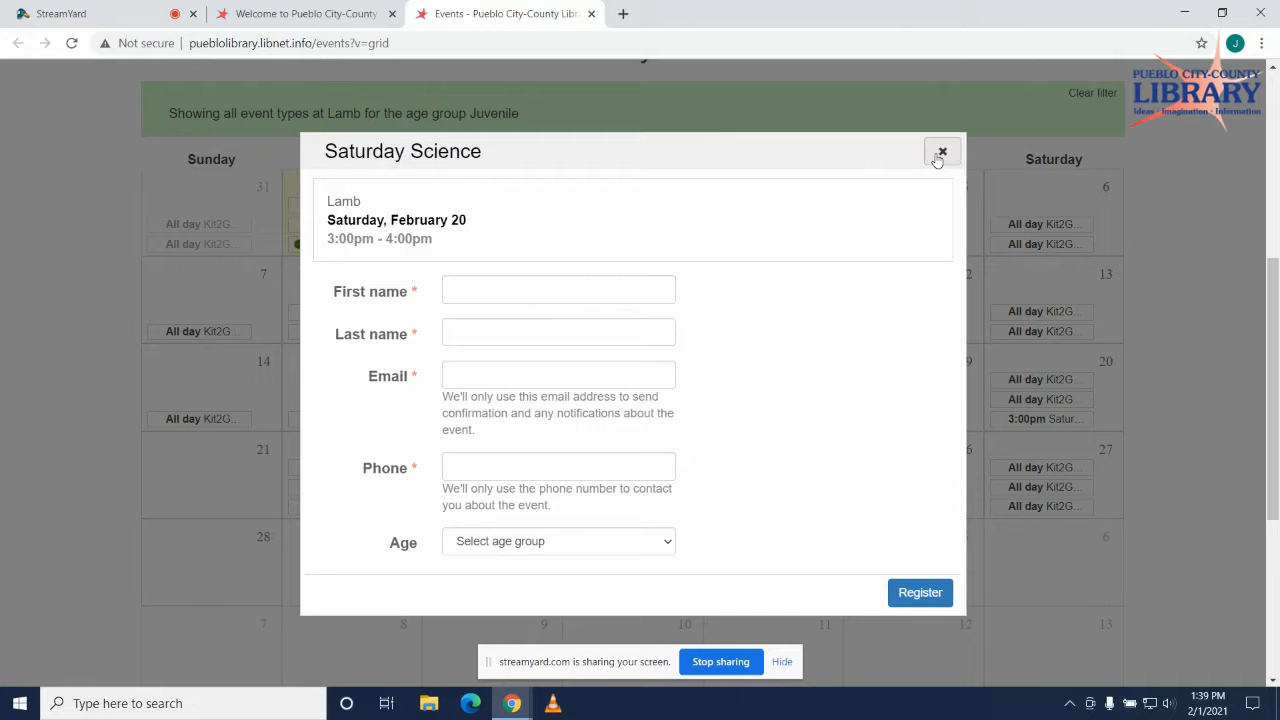 StreamYard
Welcome to Pueblo City-County
Events - Pueblo City-County Libr
Not secure
pueblolibrary.libnet.info/events?v=grid
J
PUEBLO CITY-COUNTY
LIBRARY
Ideas · Imagination · Information
Clear filter
Showing all event types at Lamb for the age group Juvenile
Sunday
Saturday
Saturday Science
Lamb
Saturday, February 20
3:00pm - 4:00pm
First name *
Last name *
Email *
We'll only use this email address to send
confirmation and any notifications about the
event.
Phone *
We'll only use the phone number to contact
you about the event.
Age
Select age group
Register
31
All day Kit2G...
All day Kit2G...
6
All day Kit2G...
All day Kit2G...
7
All day Kit2G...
13
All day Kit2G...
All day Kit2G...
14
All day Kit2G...
20
All day Kit2G...
All day Kit2G...
3:00pm Satur...
21
27
All day Kit2G...
All day Kit2G...
All day Kit2G...
28
6
7
8
9
10
11
12
13
streamyard.com is sharing your screen.
Stop sharing
Hide
Type here to search
1:39 PM
2/1/2021